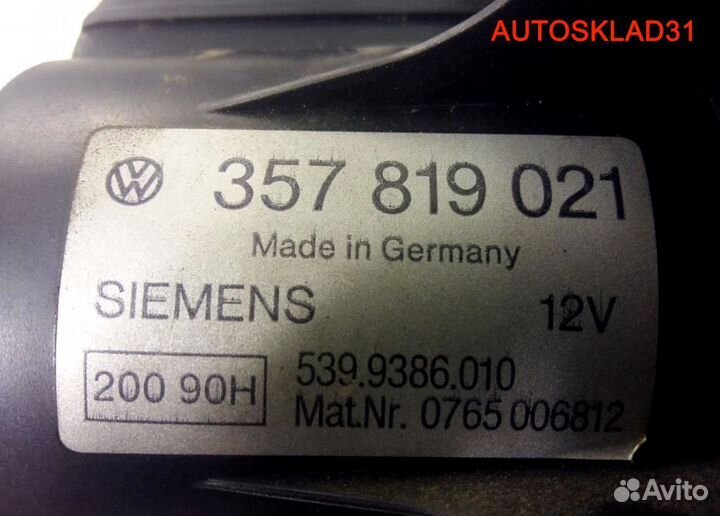 AUTOSKLAD31
VW 357 819 021
Made in Germany
SIEMENS 12V
200 90H 539.9386.010
Mat.Nr. 0765 006812
Avito